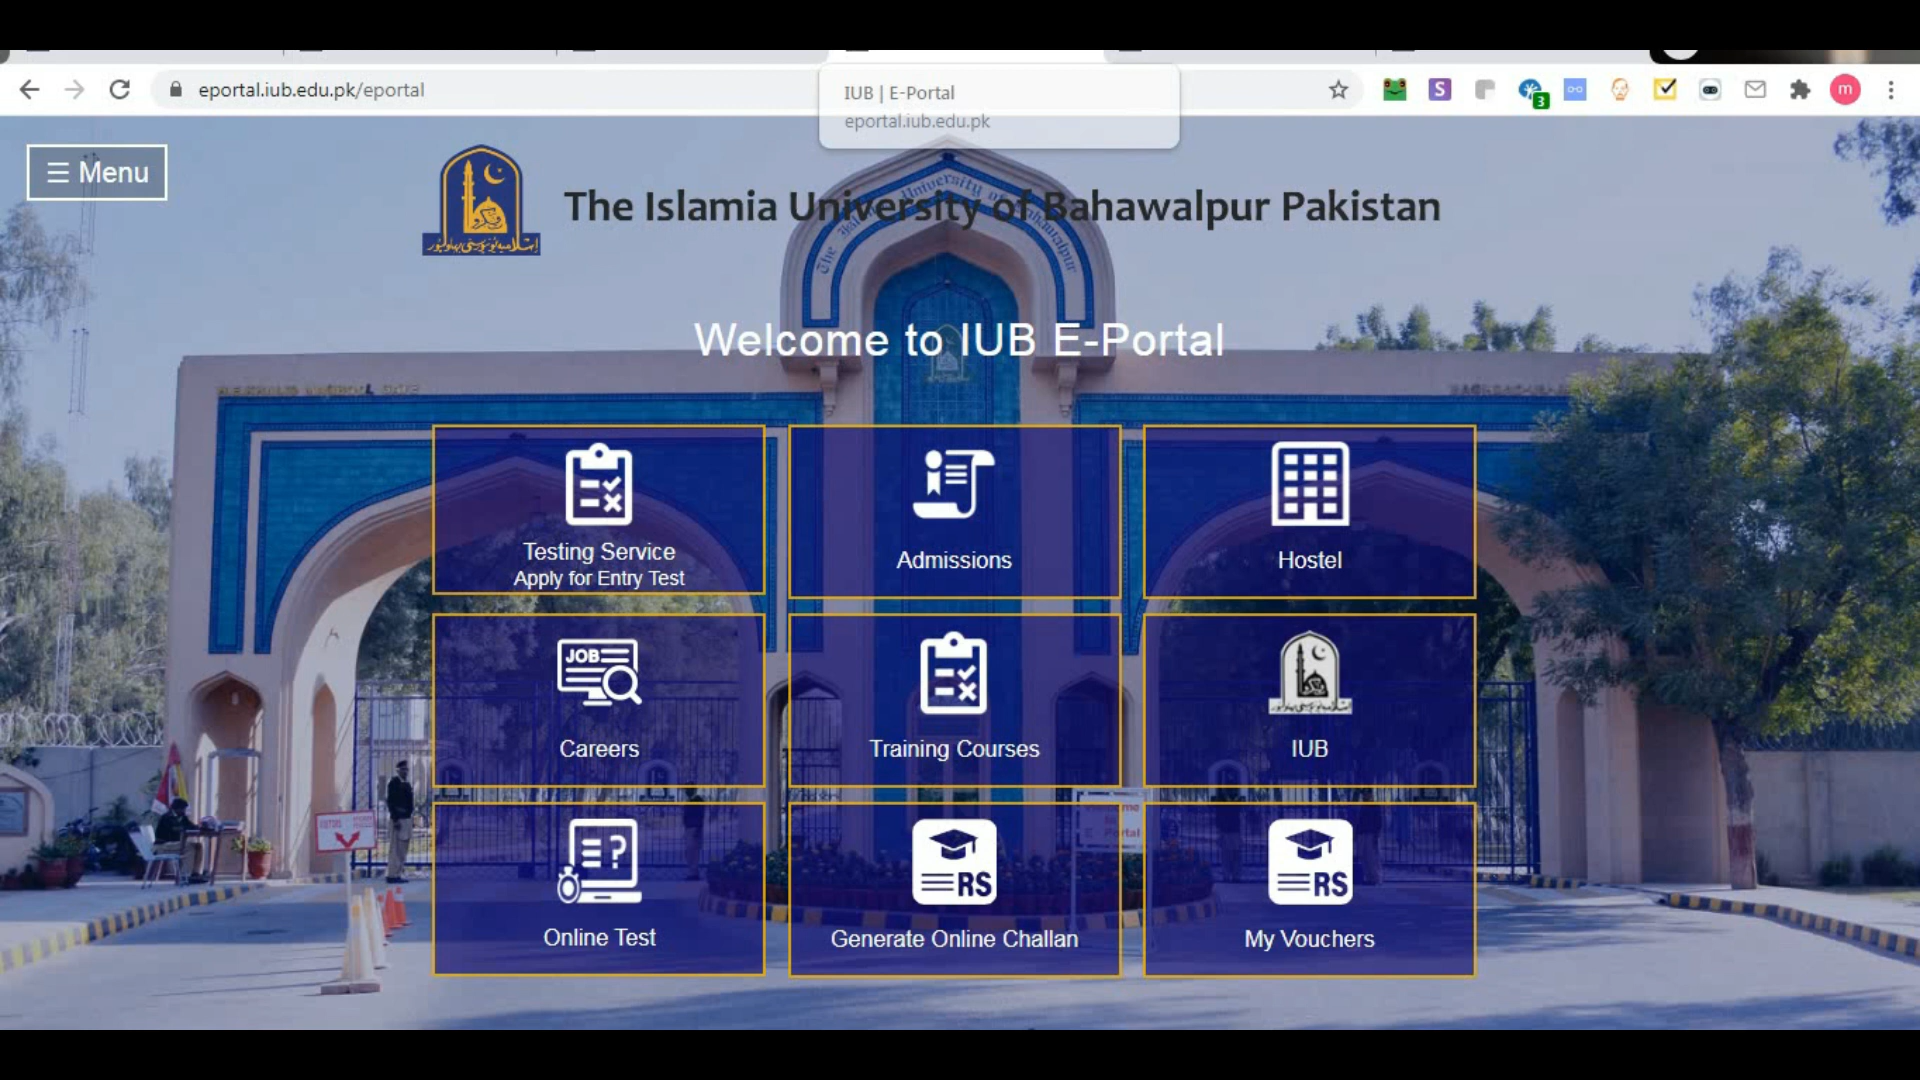 eportal.iub.edu.pk/eportal
IUB | E-Portal
eportal.iub.edu.pk
S
3
m
☰ Menu
The Islamia University of Bahawalpur Pakistan
Welcome to IUB E-Portal
Testing Service
Apply for Entry Test
Admissions
Hostel
JOB
Careers
Training Courses
IUB
Online Test
RS
Generate Online Challan
RS
My Vouchers